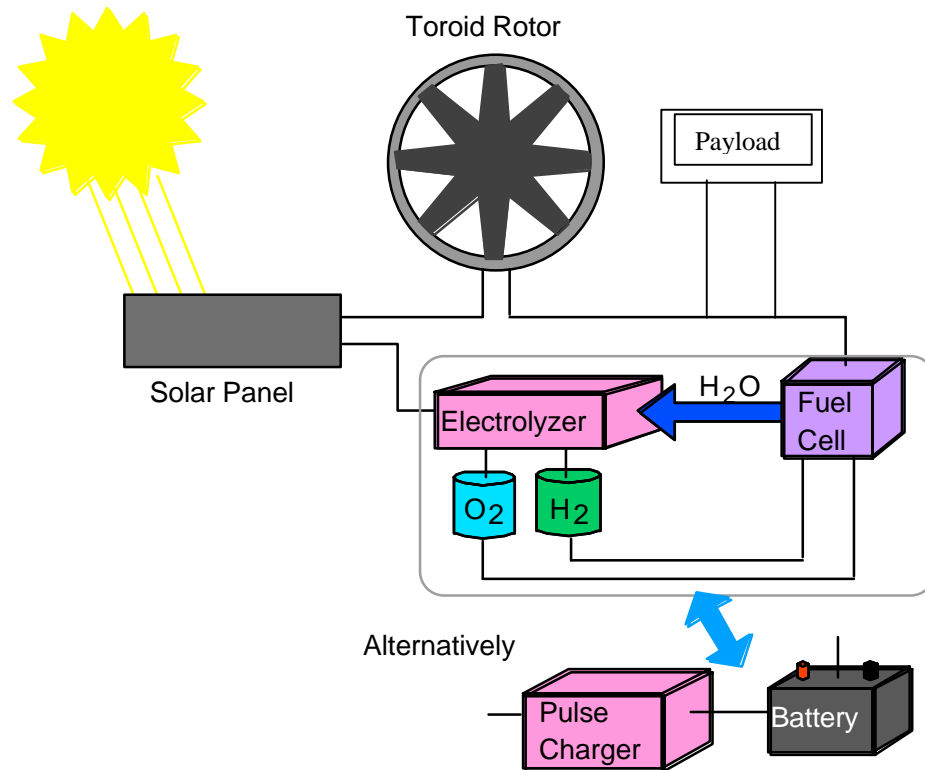 Toroid Rotor
Payload
Solar Panel
H₂O
Electrolyzer
Fuel
Cell
O₂
H₂
Alternatively
Pulse
Charger
Battery